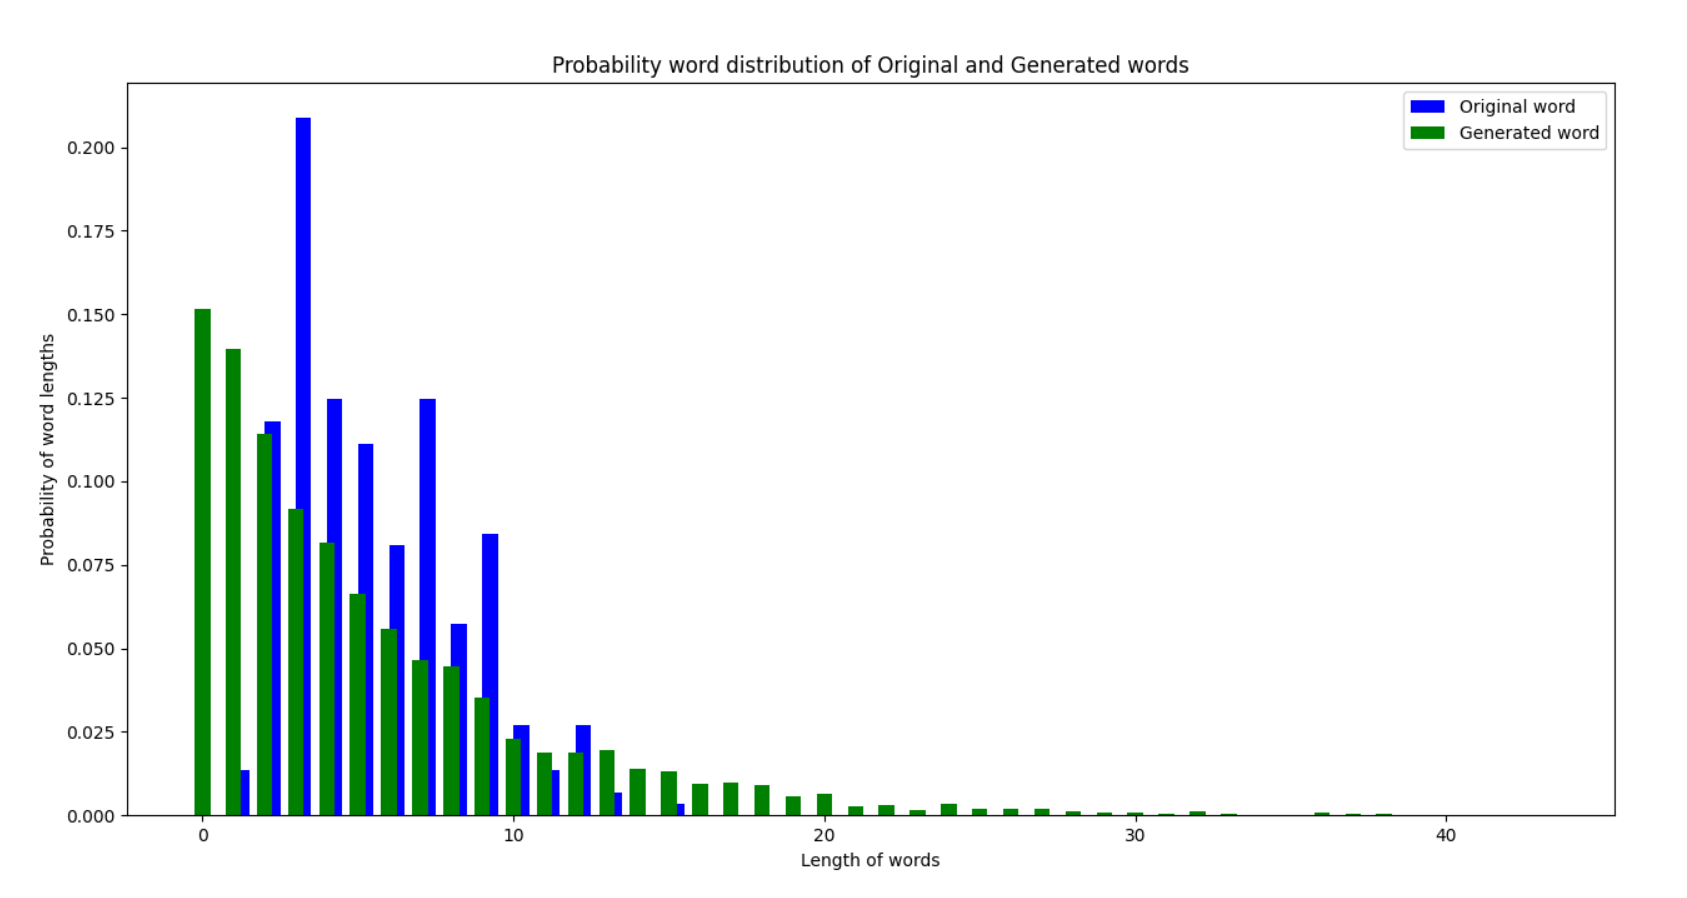 Probability word distribution of Original and Generated words
Original word
Generated word
0.200
0.175
0.150
0.125
0.100
0.075
0.050
0.025
0.000
Probability of word lengths
0 10 20 30 40
Length of words